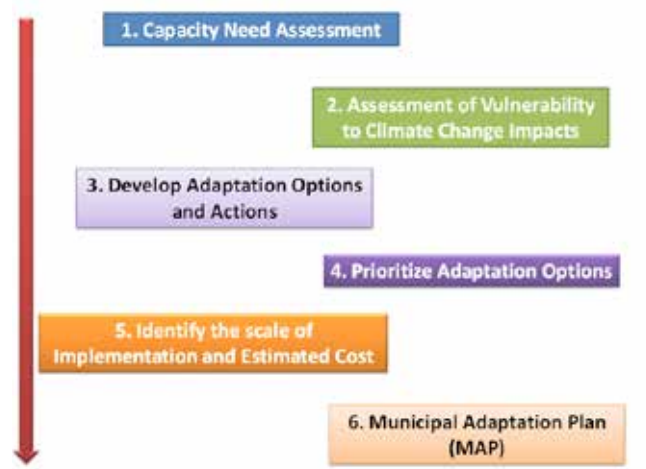 1. Capacity Need Assessment
2. Assessment of Vulnerability
to Climate Change Impacts
3. Develop Adaptation Options
and Actions
4. Prioritize Adaptation Options
5. Identify the scale of
Implementation and Estimated Cost
6. Municipal Adaptation Plan
(MAP)